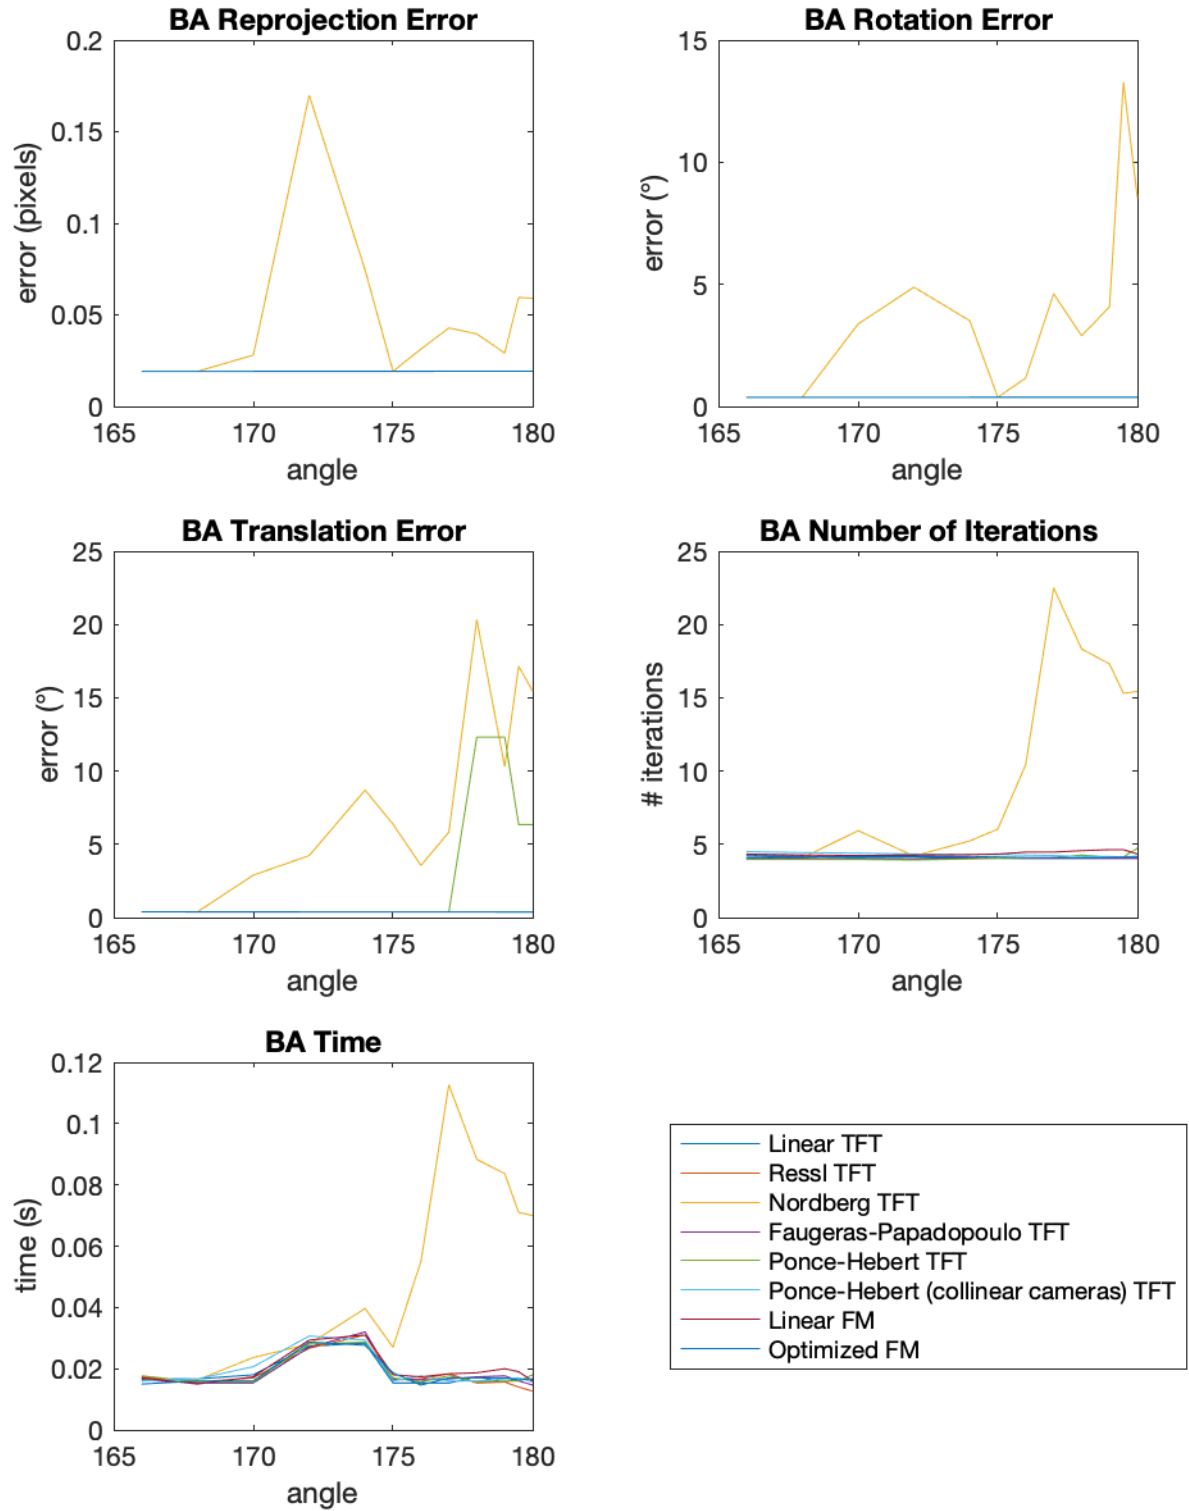 BA Reprojection Error
0.2
0.15
0.1
0.05
0
error (pixels)
165 170 175 180
angle
BA Rotation Error
15
10
5
0
error (°)
165 170 175 180
angle
BA Translation Error
25
20
15
10
5
0
error (°)
165 170 175 180
angle
BA Number of Iterations
25
20
15
10
5
0
# iterations
165 170 175 180
angle
BA Time
0.12
0.1
0.08
0.06
0.04
0.02
0
time (s)
165 170 175 180
angle
Linear TFT
Ressl TFT
Nordberg TFT
Faugeras-Papadopoulo TFT
Ponce-Hebert TFT
Ponce-Hebert (collinear cameras) TFT
Linear FM
Optimized FM